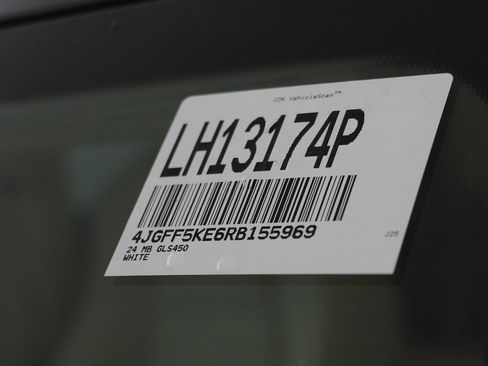 CDK VehicleScan™
LH13174P
4JGFF5KE6RB155969
24 MB GLS450
WHITE
J25